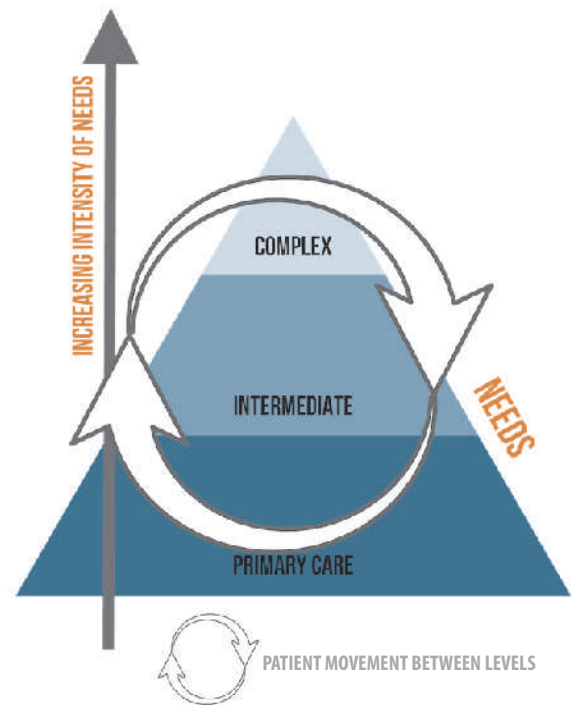 INCREASING INTENSITY OF NEEDS
COMPLEX
INTERMEDIATE
NEEDS
PRIMARY CARE
PATIENT MOVEMENT BETWEEN LEVELS